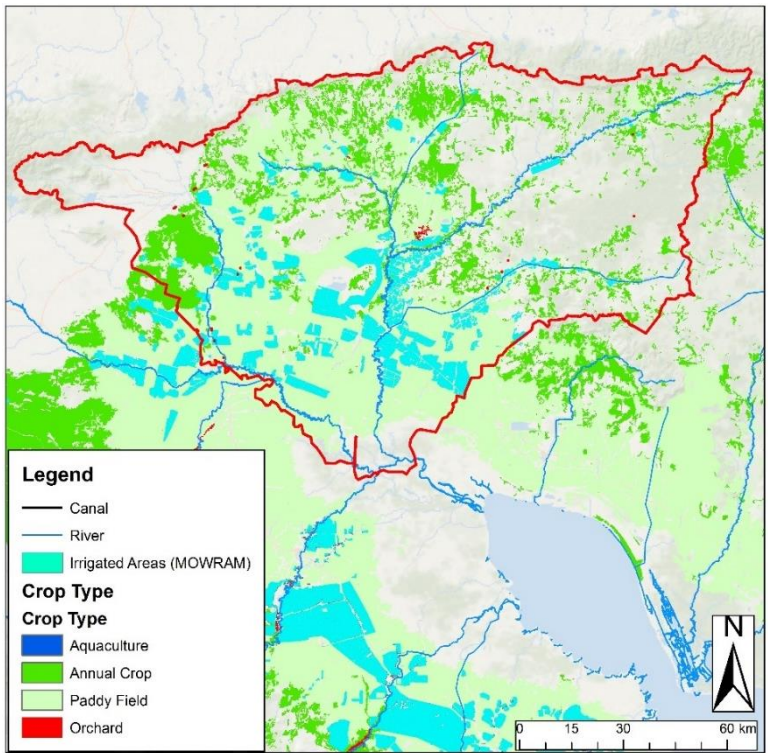 Legend
Canal
River
Irrigated Areas (MOWRAM)
Crop Type
Crop Type
Aquaculture
Annual Crop
Paddy Field
Orchard
N
0 15 30 60 km